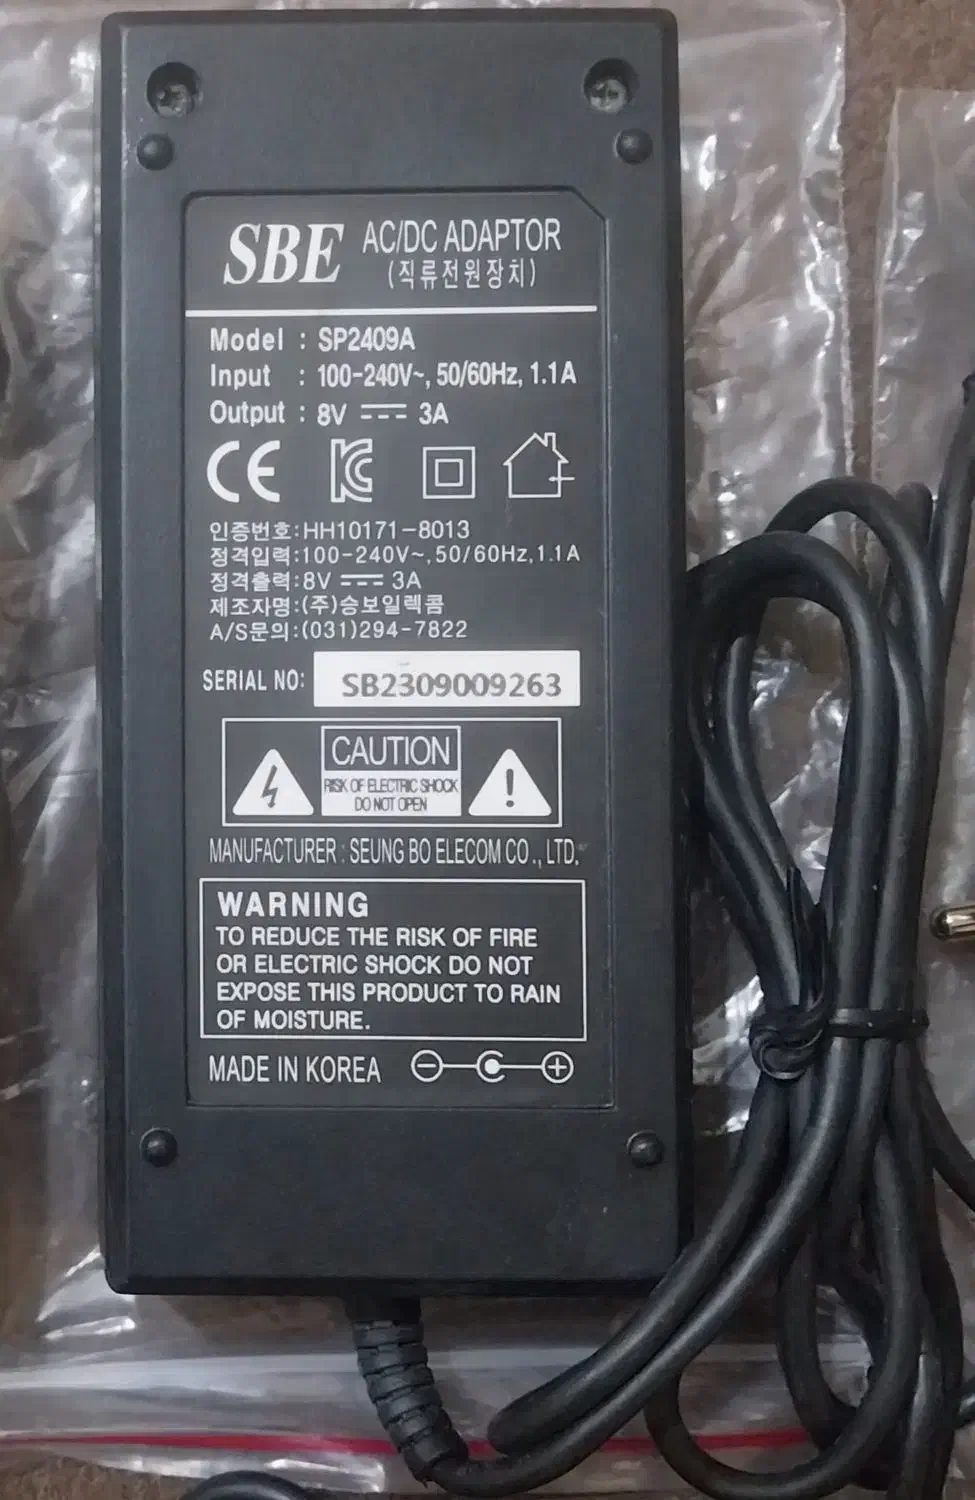 SBE AC/DC ADAPTOR
(직류전원장치)
Model : SP2409A
Input : 100-240V~, 50/60Hz, 1.1A
Output : 8V ⎓ 3A
CE KC
인증번호:HH10171-8013
정격입력:100-240V~,50/60Hz,1.1A
정격출력:8V ⎓ 3A
제조자명:(주)승보일렉콤
A/S문의:(031)294-7822
SERIAL NO: SB2309009263
CAUTION
RISK OF ELECTRIC SHOCK
DO NOT OPEN
MANUFACTURER : SEUNG BO ELECOM CO., LTD.
WARNING
TO REDUCE THE RISK OF FIRE
OR ELECTRIC SHOCK DO NOT
EXPOSE THIS PRODUCT TO RAIN
OF MOISTURE.
MADE IN KOREA